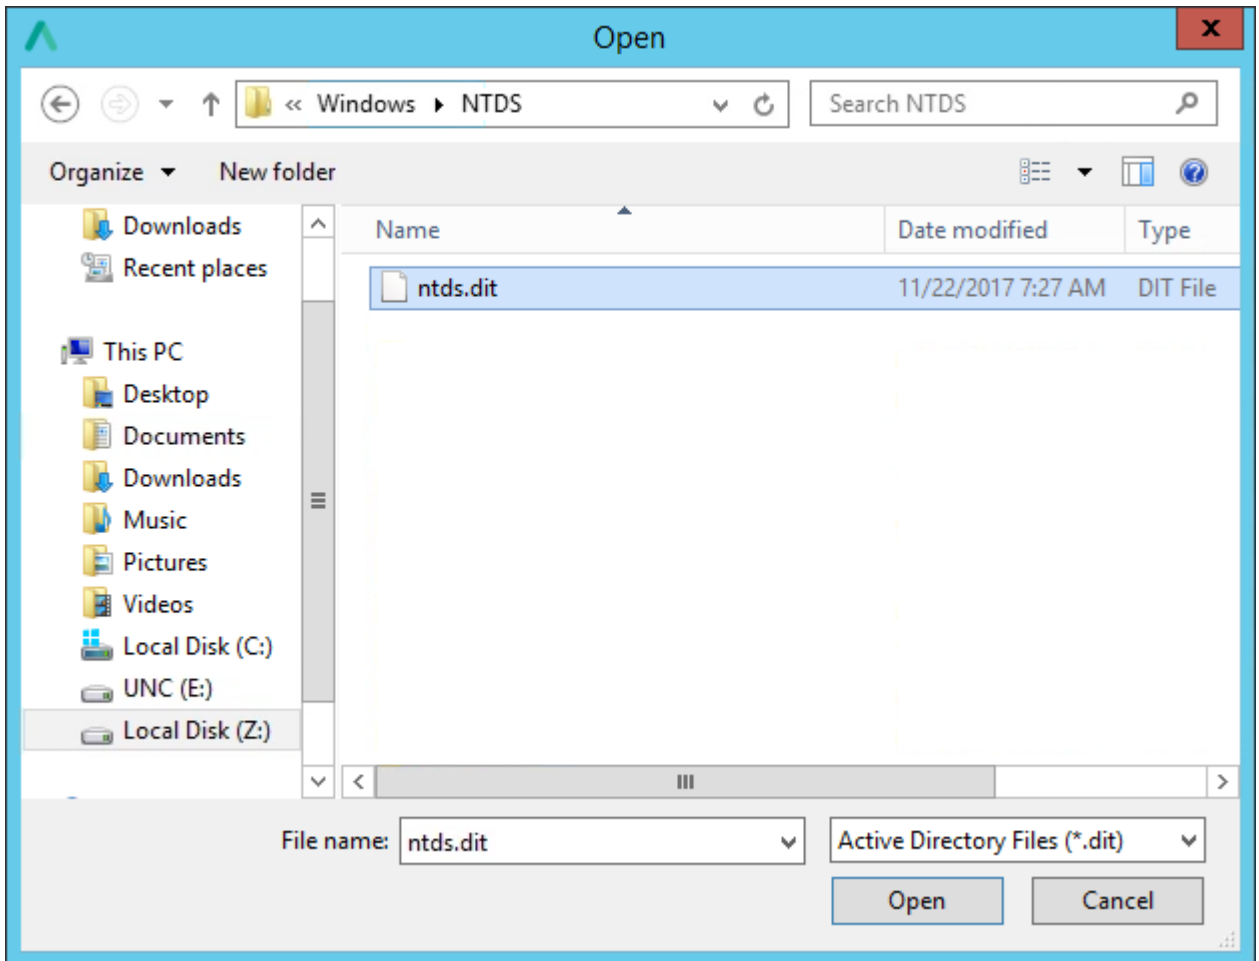 Open
x
« Windows ▸ NTDS
Search NTDS
Organize
New folder
Name
Date modified
Type
Downloads
Recent places
ntds.dit
11/22/2017 7:27 AM
DIT File
This PC
Desktop
Documents
Downloads
Music
Pictures
Videos
Local Disk (C:)
UNC (E:)
Local Disk (Z:)
File name:
ntds.dit
Active Directory Files (*.dit)
Open
Cancel